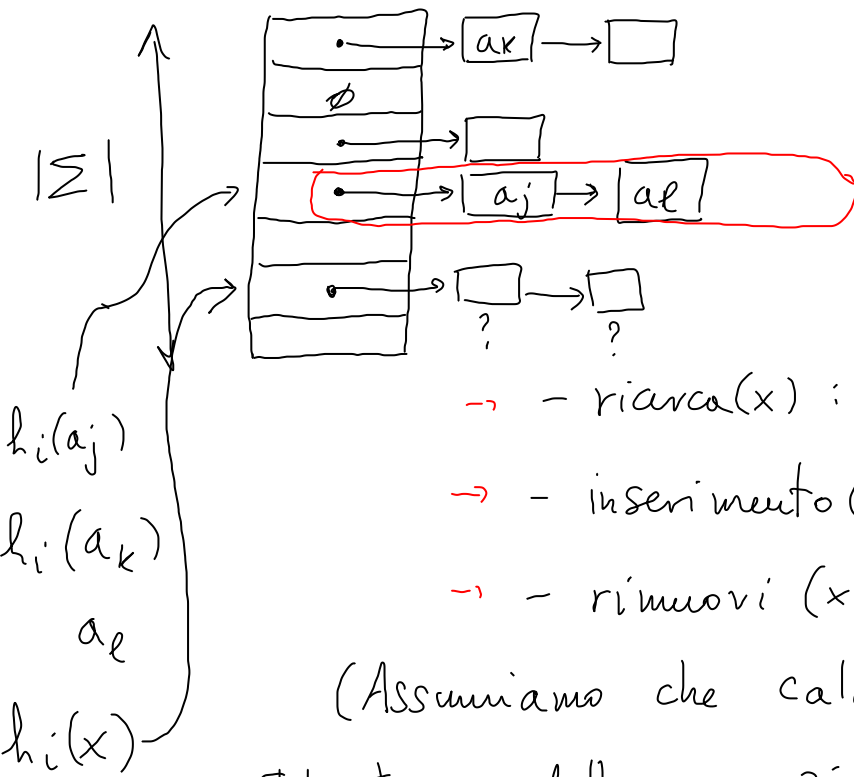 ak
∅
|Σ|
aj aℓ
? ?
hi(aj)
→ - ricerca(x) :
→ - inserimento(
hi(ak)
→ - rimuovi (x
aℓ
(Assumiamo che cal
hi(x)